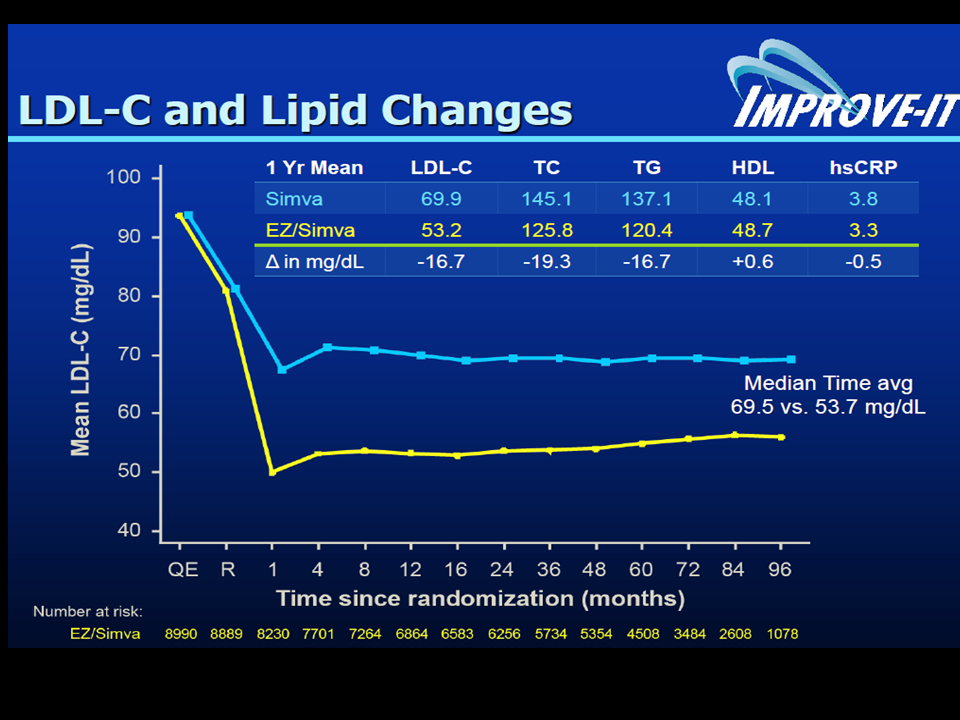 IMPROVE-IT
LDL-C and Lipid Changes
1 Yr Mean LDL-C TC TG HDL hsCRP
Simva 69.9 145.1 137.1 48.1 3.8
EZ/Simva 53.2 125.8 120.4 48.7 3.3
Δ in mg/dL -16.7 -19.3 -16.7 +0.6 -0.5
Mean LDL-C (mg/dL)
100
90
80
70
60
50
40
Median Time avg
69.5 vs. 53.7 mg/dL
QE R 1 4 8 12 16 24 36 48 60 72 84 96
Time since randomization (months)
Number at risk:
EZ/Simva 8990 8889 8230 7701 7264 6864 6583 6256 5734 5354 4508 3484 2608 1078